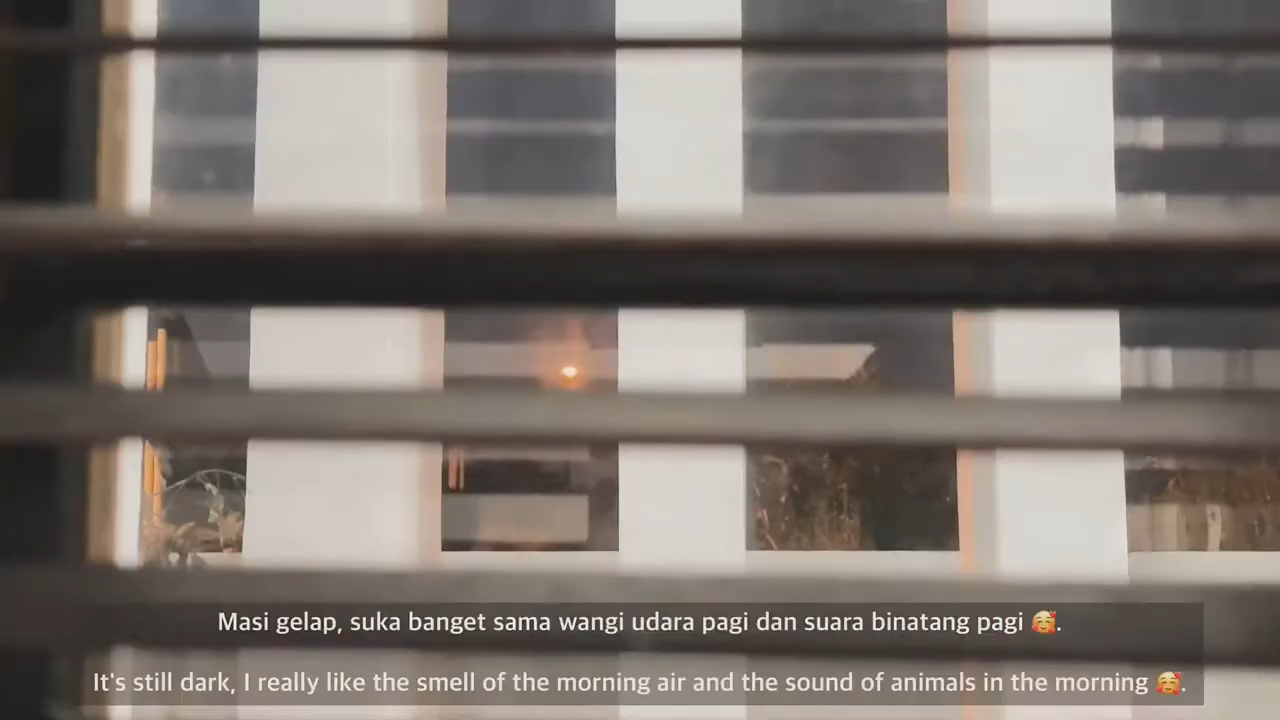 Masi gelap, suka banget sama wangi udara pagi dan suara binatang pagi 🥰.
It's still dark, I really like the smell of the morning air and the sound of animals in the morning 🥰.